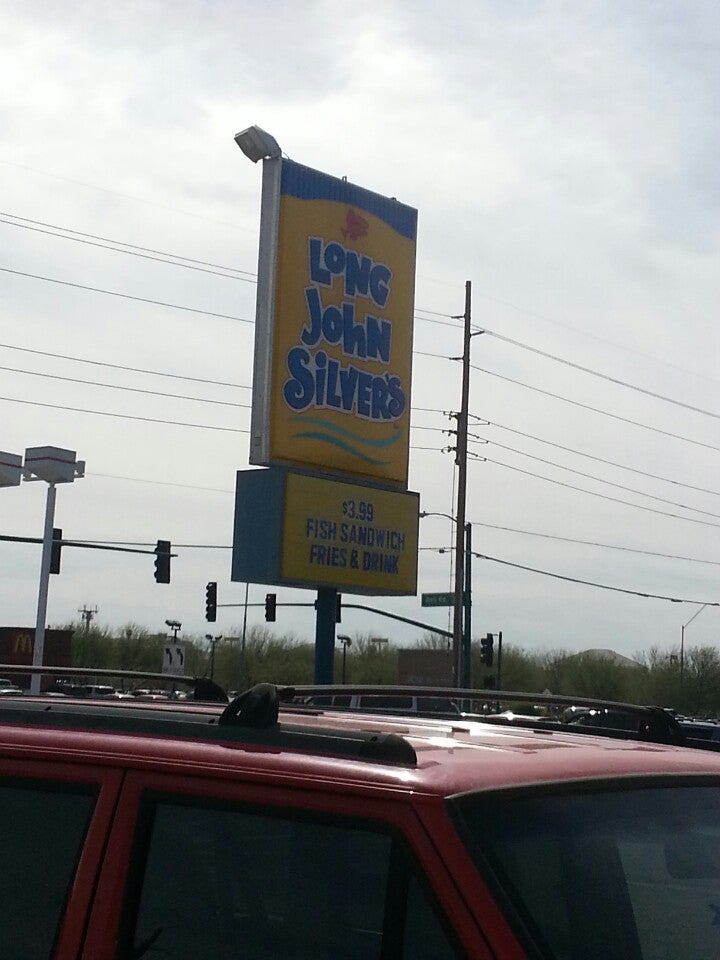 LONG
JOHN
SILVER'S
$3.99
FISH SANDWICH
FRIES & DRINK